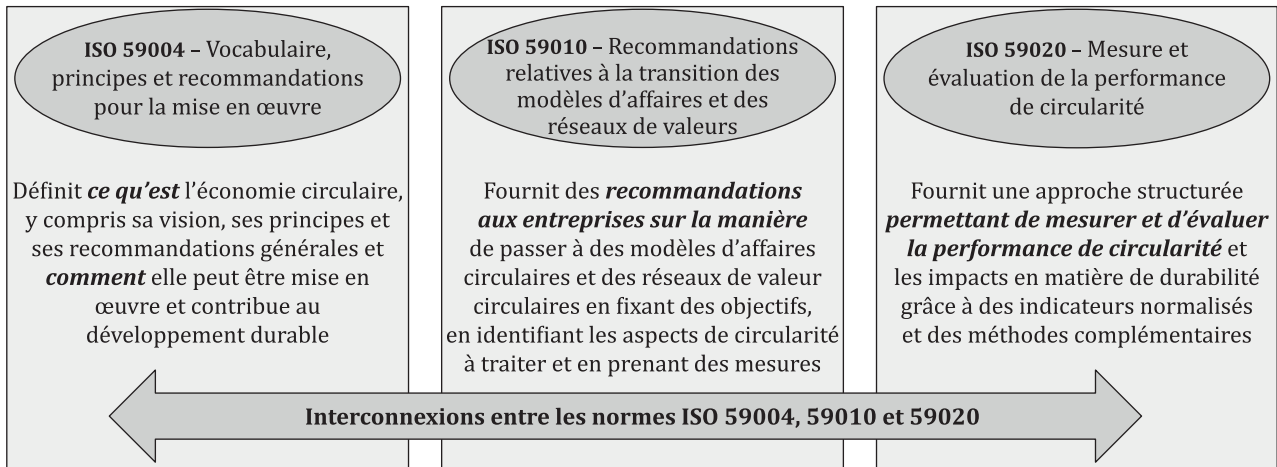 ISO 59004 – Vocabulaire,
principes et recommandations
pour la mise en œuvre
Définit ce qu'est l'économie circulaire,
y compris sa vision, ses principes et
ses recommandations générales et
comment elle peut être mise en
œuvre et contribue au
développement durable
ISO 59010 – Recommandations
relatives à la transition des
modèles d'affaires et des
réseaux de valeurs
Fournit des recommandations
aux entreprises sur la manière
de passer à des modèles d'affaires
circulaires et des réseaux de valeur
circulaires en fixant des objectifs,
en identifiant les aspects de circularité
à traiter et en prenant des mesures
ISO 59020 – Mesure et
évaluation de la performance
de circularité
Fournit une approche structurée
permettant de mesurer et d'évaluer
la performance de circularité et
les impacts en matière de durabilité
grâce à des indicateurs normalisés
et des méthodes complémentaires
Interconnexions entre les normes ISO 59004, 59010 et 59020